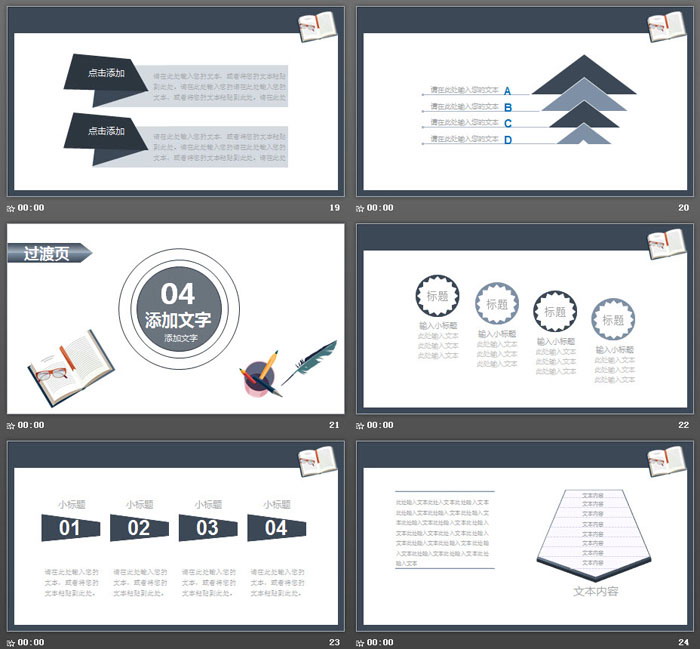 点击添加
请在此处输入您的文本，或者将您的文本粘贴
到此处。请在此处输入您的文本，请在此处输
入您的文本，或者将您的文本粘贴到此处。请在此处
点击添加
请在此处输入您的文本，或者将您的文本粘贴
到此处。请在此处输入您的文本，请在此处输
入您的文本，或者将您的文本粘贴到此处。请在此处
00:00
19
请在此处输入您的文本 A
请在此处输入您的文本 B
请在此处输入您的文本 C
请在此处输入您的文本 D
00:00
20
过渡页
04
添加文字
添加文字
00:00
21
标题
标题
标题
标题
输入小标题
此处输入文本
此处输入文本
此处输入文本
输入小标题
此处输入文本
此处输入文本
此处输入文本
输入小标题
此处输入文本
此处输入文本
此处输入文本
输入小标题
此处输入文本
此处输入文本
此处输入文本
00:00
22
小标题
小标题
小标题
小标题
01
02
03
04
请在此处输入您的
文本，或者将您的
文本粘贴到此处。
请在此处输入您的
文本，或者将您的
文本粘贴到此处。
请在此处输入您的
文本，或者将您的
文本粘贴到此处。
请在此处输入您的
文本，或者将您的
文本粘贴到此处。
00:00
23
此处输入文本此处输入文本此处输入文本
此处输入文本此处输入文本此处输入文本
此处输入文本此处输入文本此处输入文本
此处输入文本此处输入文本此处输入文本
输入文本
文本内容
文本内容
文本内容
文本内容
文本内容
文本内容
文本内容
文本内容
文本内容
00:00
24